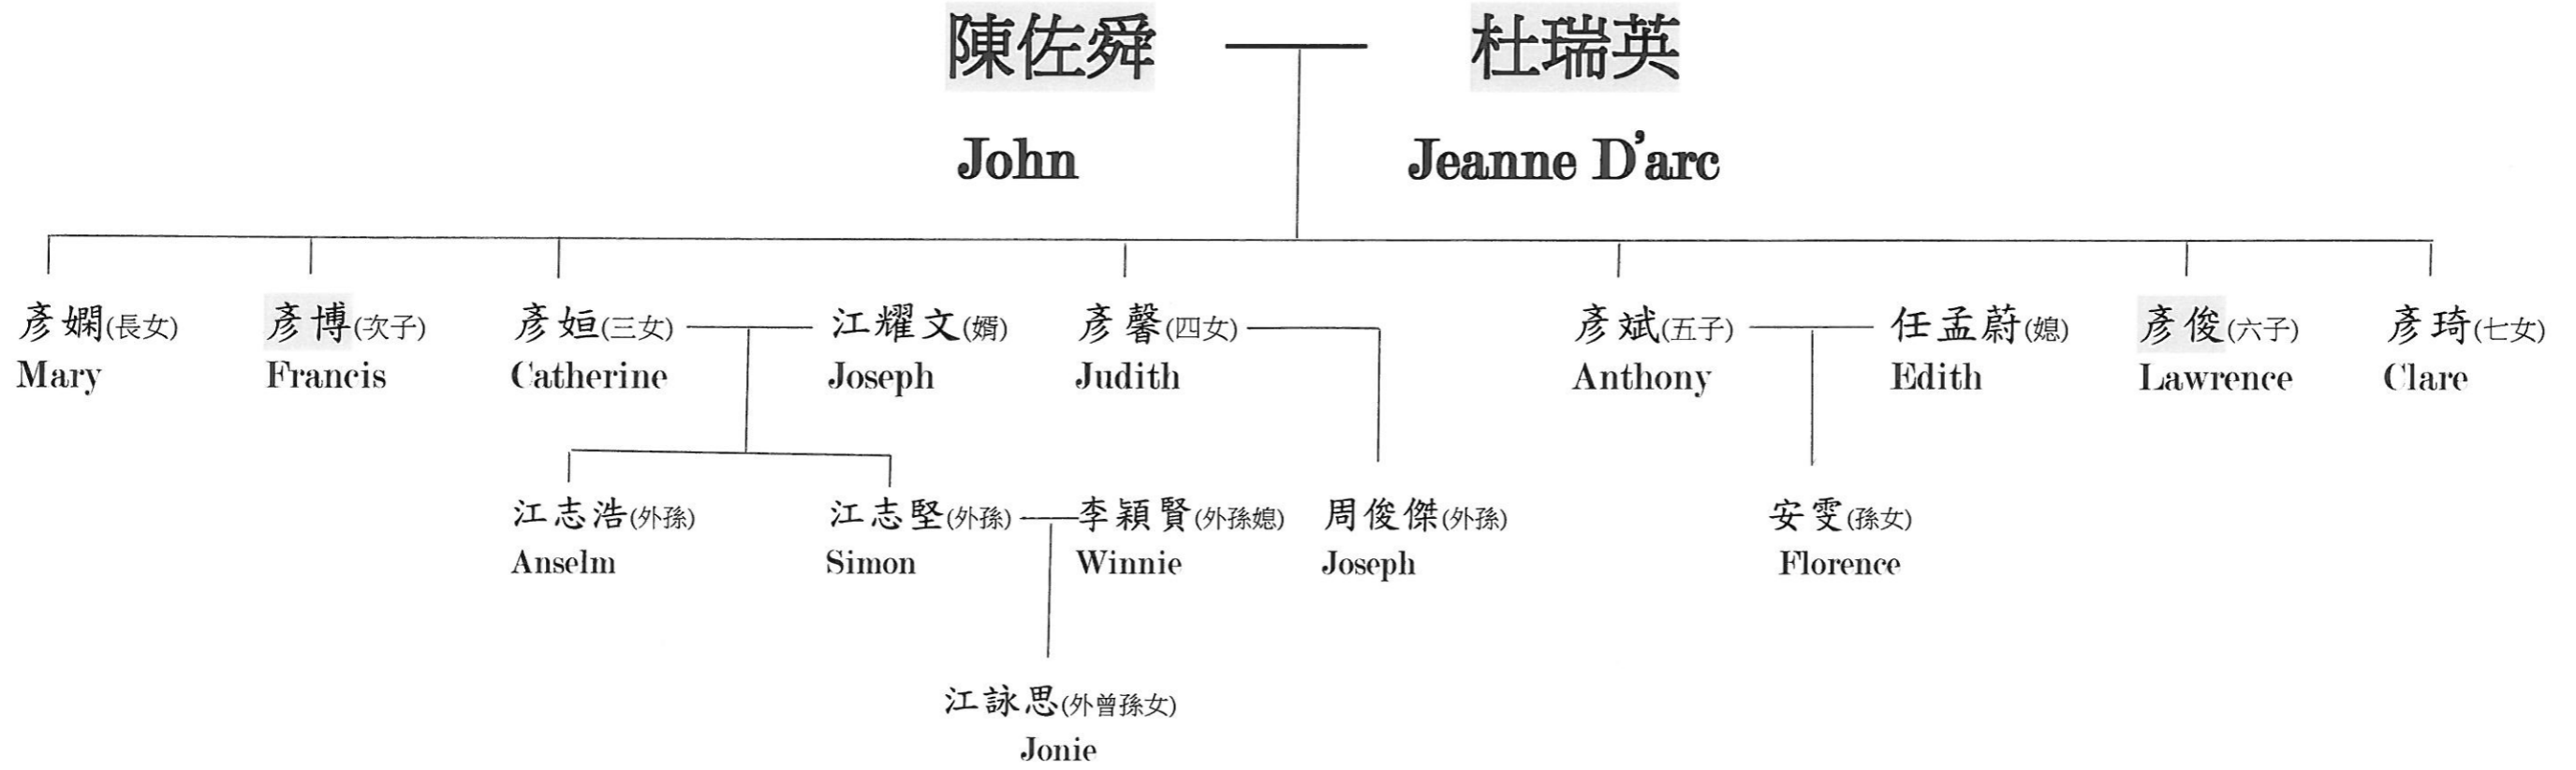 陳佐舜 杜瑞英
John Jeanne D'arc
彥嫻(長女) 彥博(次子) 彥姮(三女) 江耀文(婿) 彥馨(四女) 彥斌(五子) 任孟蔚(媳) 彥俊(六子) 彥琦(七女)
Mary Francis Catherine Joseph Judith Anthony Edith Lawrence Clare
江志浩(外孫) 江志堅(外孫) 李穎賢(外孫媳) 周俊傑(外孫) 安雯(孫女)
Anselm Simon Winnie Joseph Florence
江詠思(外曾孫女)
Jonie